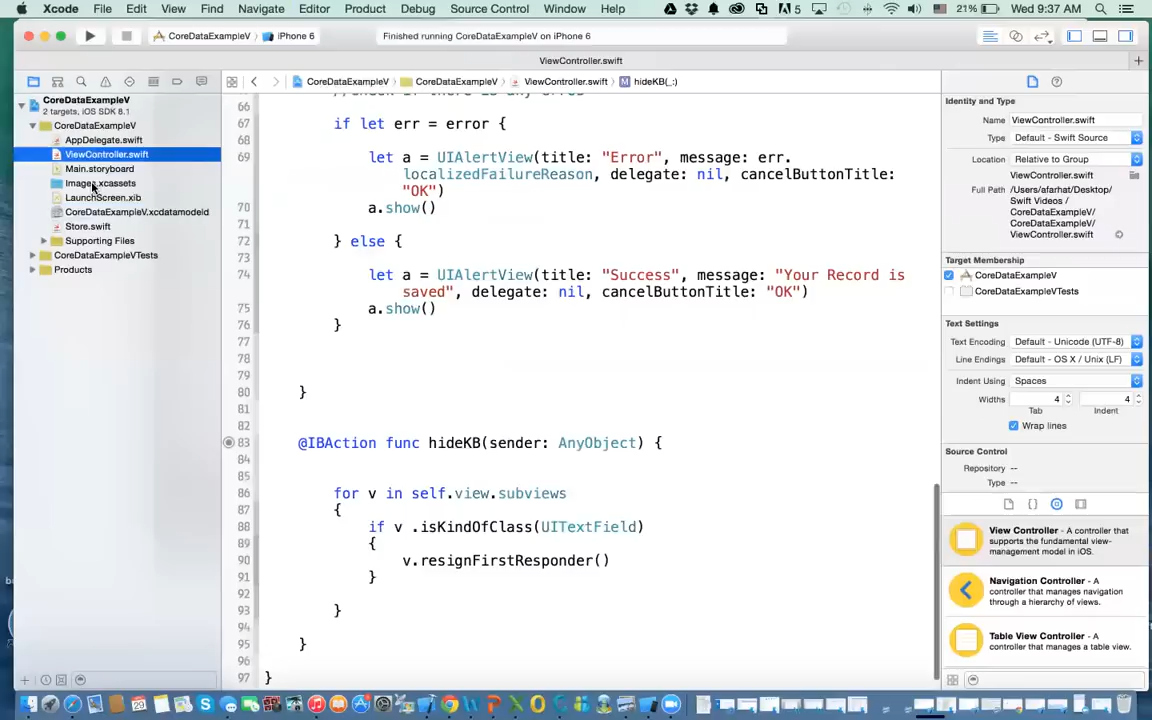 Xcode File Edit View Find Navigate Editor Product Debug Source Control Window Help 5 21% Wed 9:37 AM
CoreDataExampleV iPhone 6 Finished running CoreDataExampleV on iPhone 6
ViewController.swift
CoreDataExampleV CoreDataExampleV ViewController.swift M hideKB(_:)
CoreDataExampleV
2 targets, iOS SDK 8.1
CoreDataExampleV
AppDelegate.swift
ViewController.swift
Main.storyboard
Images.xcassets
LaunchScreen.xib
CoreDataExampleV.xcdatamodeld
Store.swift
Supporting Files
CoreDataExampleVTests
Products
66
67 if let err = error {
68
69 let a = UIAlertView(title: "Error", message: err.
localizedFailureReason, delegate: nil, cancelButtonTitle:
"OK")
70 a.show()
71
72 } else {
73
74 let a = UIAlertView(title: "Success", message: "Your Record is
saved", delegate: nil, cancelButtonTitle: "OK")
75 a.show()
76 }
77
78
79
80 }
81
82
83 @IBAction func hideKB(sender: AnyObject) {
84
85
86 for v in self.view.subviews
87 {
88 if v .isKindOfClass(UITextField)
89 {
90 v.resignFirstResponder()
91 }
92
93 }
94
95 }
96
97 }
Identity and Type
Name ViewController.swift
Type Default - Swift Source
Location Relative to Group
ViewController.swift
Full Path /Users/afarhat/Desktop/
Swift Videos /
CoreDataExampleV/
CoreDataExampleV/
ViewController.swift
Target Membership
CoreDataExampleV
CoreDataExampleVTests
Text Settings
Text Encoding Default - Unicode (UTF-8)
Line Endings Default - OS X / Unix (LF)
Indent Using Spaces
Widths 4 4
Tab Indent
Wrap lines
Source Control
Repository --
Type --
View Controller - A controller that
supports the fundamental view-
management model in iOS.
Navigation Controller - A
controller that manages navigation
through a hierarchy of views.
Table View Controller - A
controller that manages a table view.